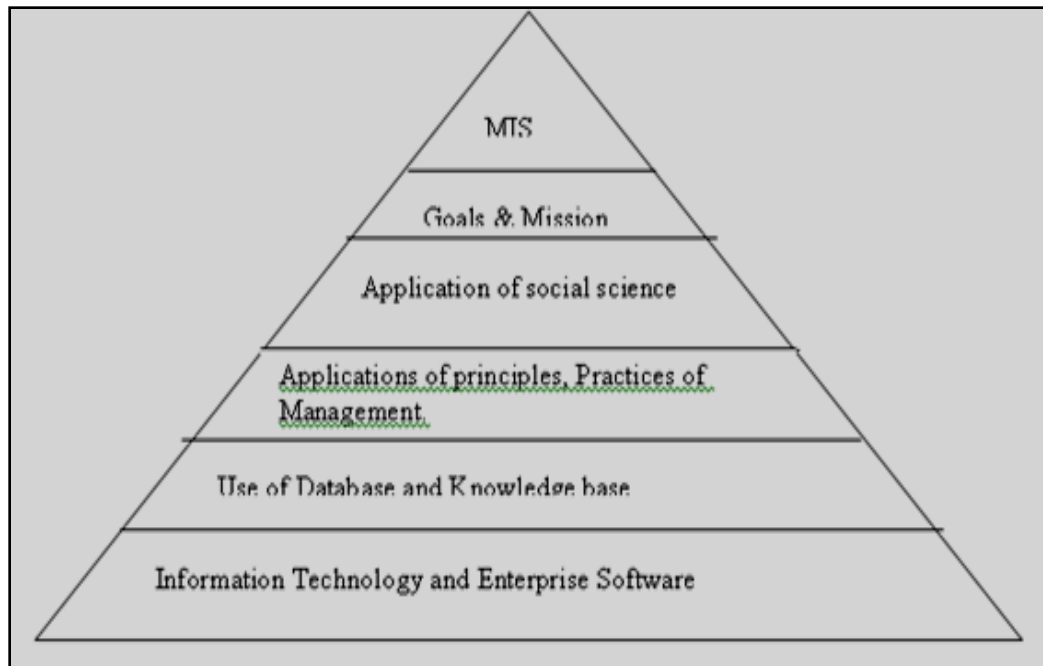 MIS
Goals & Mission
Application of social science
Applications of principles, Practices of
Management.
Use of Database and Knowledge base
Information Technology and Enterprise Software